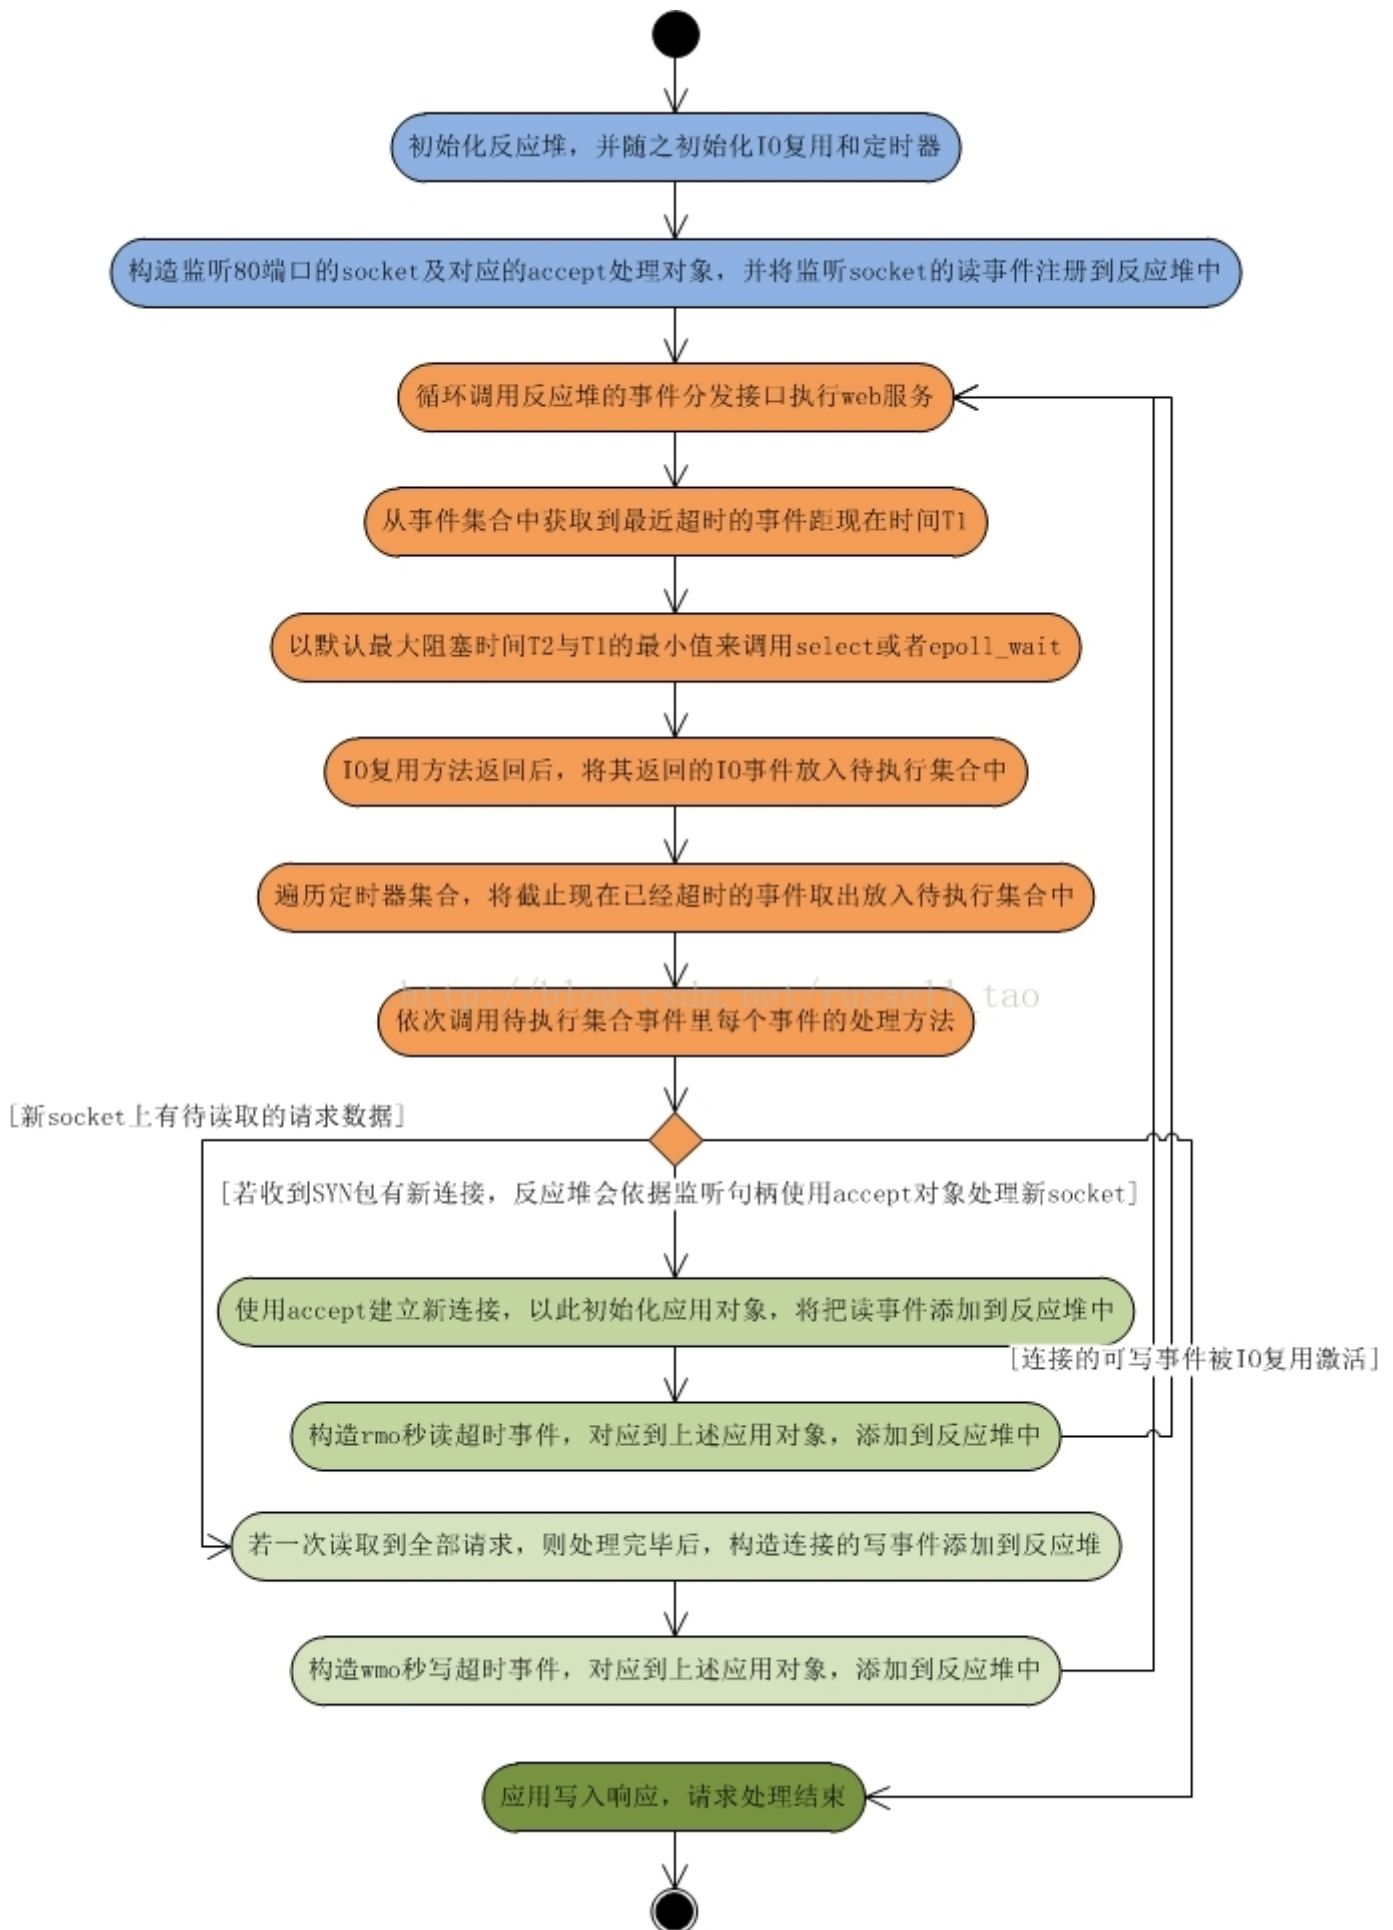 初始化反应堆，并随之初始化IO复用和定时器
构造监听80端口的socket及对应的accept处理对象，并将监听socket的读事件注册到反应堆中
循环调用反应堆的事件分发接口执行web服务
从事件集合中获取到最近超时的事件距现在时间T1
以默认最大阻塞时间T2与T1的最小值来调用select或者epoll_wait
IO复用方法返回后，将其返回的IO事件放入待执行集合中
遍历定时器集合，将截止现在已经超时的事件取出放入待执行集合中
http://blog.csdn.net/russell_tao
依次调用待执行集合事件里每个事件的处理方法
[新socket上有待读取的请求数据]
[若收到SYN包有新连接，反应堆会依据监听句柄使用accept对象处理新socket]
使用accept建立新连接，以此初始化应用对象，将把读事件添加到反应堆中
[连接的可写事件被IO复用激活]
构造rmo秒读超时事件，对应到上述应用对象，添加到反应堆中
若一次读取到全部请求，则处理完毕后，构造连接的写事件添加到反应堆
构造wmo秒写超时事件，对应到上述应用对象，添加到反应堆中
应用写入响应，请求处理结束